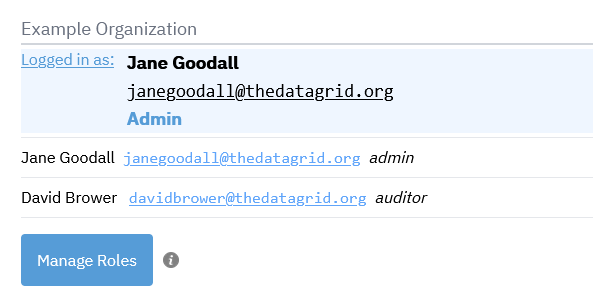 Example Organization
Logged in as: Jane Goodall
janegoodall@thedatagrid.org
Admin
Jane Goodall janegoodall@thedatagrid.org admin
David Brower davidbrower@thedatagrid.org auditor
Manage Roles i